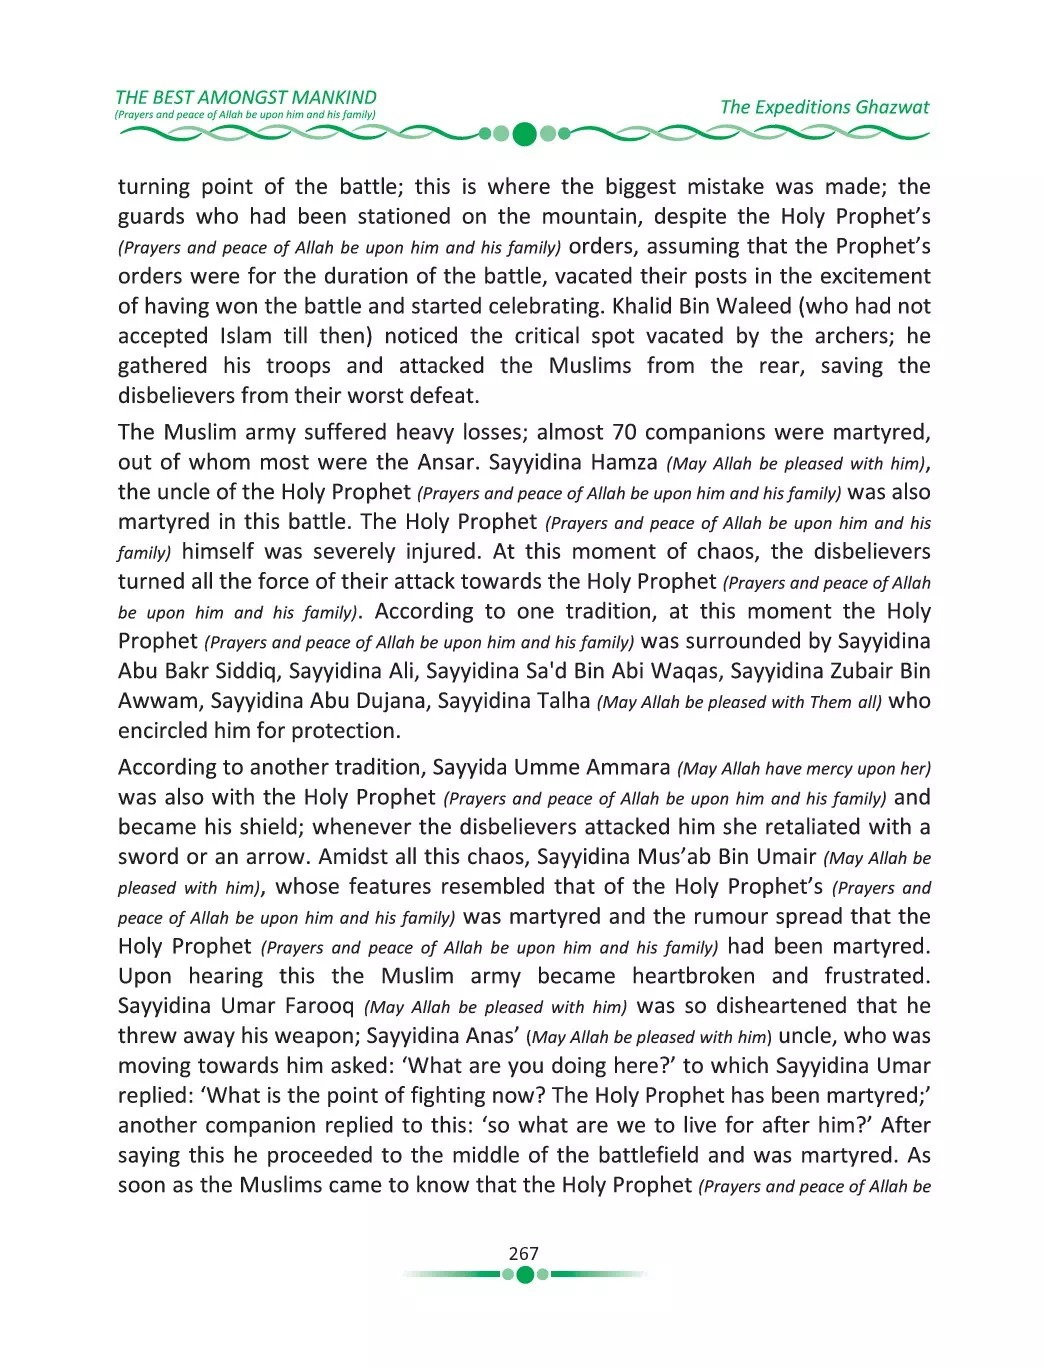 THE BEST AMONGST MANKIND
(Prayers and peace of Allah be upon him and his family)
The Expeditions Ghazwat
turning point of the battle; this is where the biggest mistake was made; the
guards who had been stationed on the mountain, despite the Holy Prophet’s
(Prayers and peace of Allah be upon him and his family) orders, assuming that the Prophet’s
orders were for the duration of the battle, vacated their posts in the excitement
of having won the battle and started celebrating. Khalid Bin Waleed (who had not
accepted Islam till then) noticed the critical spot vacated by the archers; he
gathered his troops and attacked the Muslims from the rear, saving the
disbelievers from their worst defeat.
The Muslim army suffered heavy losses; almost 70 companions were martyred,
out of whom most were the Ansar. Sayyidina Hamza (May Allah be pleased with him),
the uncle of the Holy Prophet (Prayers and peace of Allah be upon him and his family) was also
martyred in this battle. The Holy Prophet (Prayers and peace of Allah be upon him and his
family) himself was severely injured. At this moment of chaos, the disbelievers
turned all the force of their attack towards the Holy Prophet (Prayers and peace of Allah
be upon him and his family). According to one tradition, at this moment the Holy
Prophet (Prayers and peace of Allah be upon him and his family) was surrounded by Sayyidina
Abu Bakr Siddiq, Sayyidina Ali, Sayyidina Sa'd Bin Abi Waqas, Sayyidina Zubair Bin
Awwam, Sayyidina Abu Dujana, Sayyidina Talha (May Allah be pleased with Them all) who
encircled him for protection.
According to another tradition, Sayyida Umme Ammara (May Allah have mercy upon her)
was also with the Holy Prophet (Prayers and peace of Allah be upon him and his family) and
became his shield; whenever the disbelievers attacked him she retaliated with a
sword or an arrow. Amidst all this chaos, Sayyidina Mus’ab Bin Umair (May Allah be
pleased with him), whose features resembled that of the Holy Prophet’s (Prayers and
peace of Allah be upon him and his family) was martyred and the rumour spread that the
Holy Prophet (Prayers and peace of Allah be upon him and his family) had been martyred.
Upon hearing this the Muslim army became heartbroken and frustrated.
Sayyidina Umar Farooq (May Allah be pleased with him) was so disheartened that he
threw away his weapon; Sayyidina Anas’ (May Allah be pleased with him) uncle, who was
moving towards him asked: ‘What are you doing here?’ to which Sayyidina Umar
replied: ‘What is the point of fighting now? The Holy Prophet has been martyred;’
another companion replied to this: ‘so what are we to live for after him?’ After
saying this he proceeded to the middle of the battlefield and was martyred. As
soon as the Muslims came to know that the Holy Prophet (Prayers and peace of Allah be
267